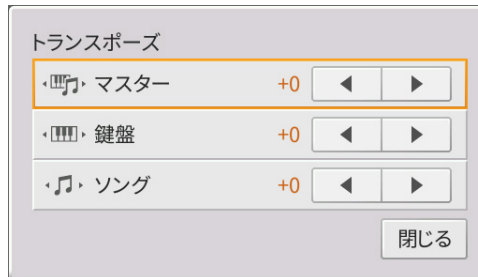 トランスポーズ
マスター +0
鍵盤 +0
ソング +0
閉じる